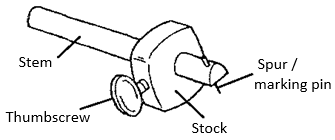 Stem
Spur /
marking pin
Thumbscrew
Stock